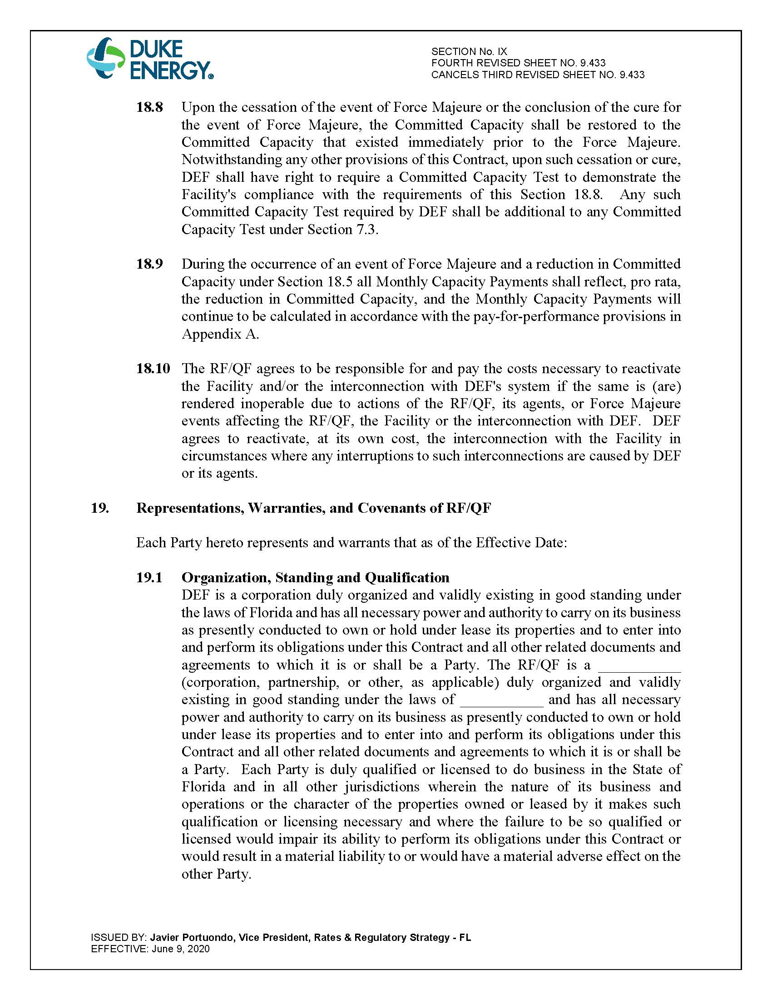 DUKE
ENERGY®
SECTION No. IX
FOURTH REVISED SHEET NO. 9.433
CANCELS THIRD REVISED SHEET NO. 9.433
18.8 Upon the cessation of the event of Force Majeure or the conclusion of the cure for
the event of Force Majeure, the Committed Capacity shall be restored to the
Committed Capacity that existed immediately prior to the Force Majeure.
Notwithstanding any other provisions of this Contract, upon such cessation or cure,
DEF shall have right to require a Committed Capacity Test to demonstrate the
Facility's compliance with the requirements of this Section 18.8. Any such
Committed Capacity Test required by DEF shall be additional to any Committed
Capacity Test under Section 7.3.
18.9 During the occurrence of an event of Force Majeure and a reduction in Committed
Capacity under Section 18.5 all Monthly Capacity Payments shall reflect, pro rata,
the reduction in Committed Capacity, and the Monthly Capacity Payments will
continue to be calculated in accordance with the pay-for-performance provisions in
Appendix A.
18.10 The RF/QF agrees to be responsible for and pay the costs necessary to reactivate
the Facility and/or the interconnection with DEF's system if the same is (are)
rendered inoperable due to actions of the RF/QF, its agents, or Force Majeure
events affecting the RF/QF, the Facility or the interconnection with DEF. DEF
agrees to reactivate, at its own cost, the interconnection with the Facility in
circumstances where any interruptions to such interconnections are caused by DEF
or its agents.
19. Representations, Warranties, and Covenants of RF/QF
Each Party hereto represents and warrants that as of the Effective Date:
19.1 Organization, Standing and Qualification
DEF is a corporation duly organized and validly existing in good standing under
the laws of Florida and has all necessary power and authority to carry on its business
as presently conducted to own or hold under lease its properties and to enter into
and perform its obligations under this Contract and all other related documents and
agreements to which it is or shall be a Party. The RF/QF is a ___________
(corporation, partnership, or other, as applicable) duly organized and validly
existing in good standing under the laws of ___________ and has all necessary
power and authority to carry on its business as presently conducted to own or hold
under lease its properties and to enter into and perform its obligations under this
Contract and all other related documents and agreements to which it is or shall be
a Party. Each Party is duly qualified or licensed to do business in the State of
Florida and in all other jurisdictions wherein the nature of its business and
operations or the character of the properties owned or leased by it makes such
qualification or licensing necessary and where the failure to be so qualified or
licensed would impair its ability to perform its obligations under this Contract or
would result in a material liability to or would have a material adverse effect on the
other Party.
ISSUED BY: Javier Portuondo, Vice President, Rates & Regulatory Strategy - FL
EFFECTIVE: June 9, 2020